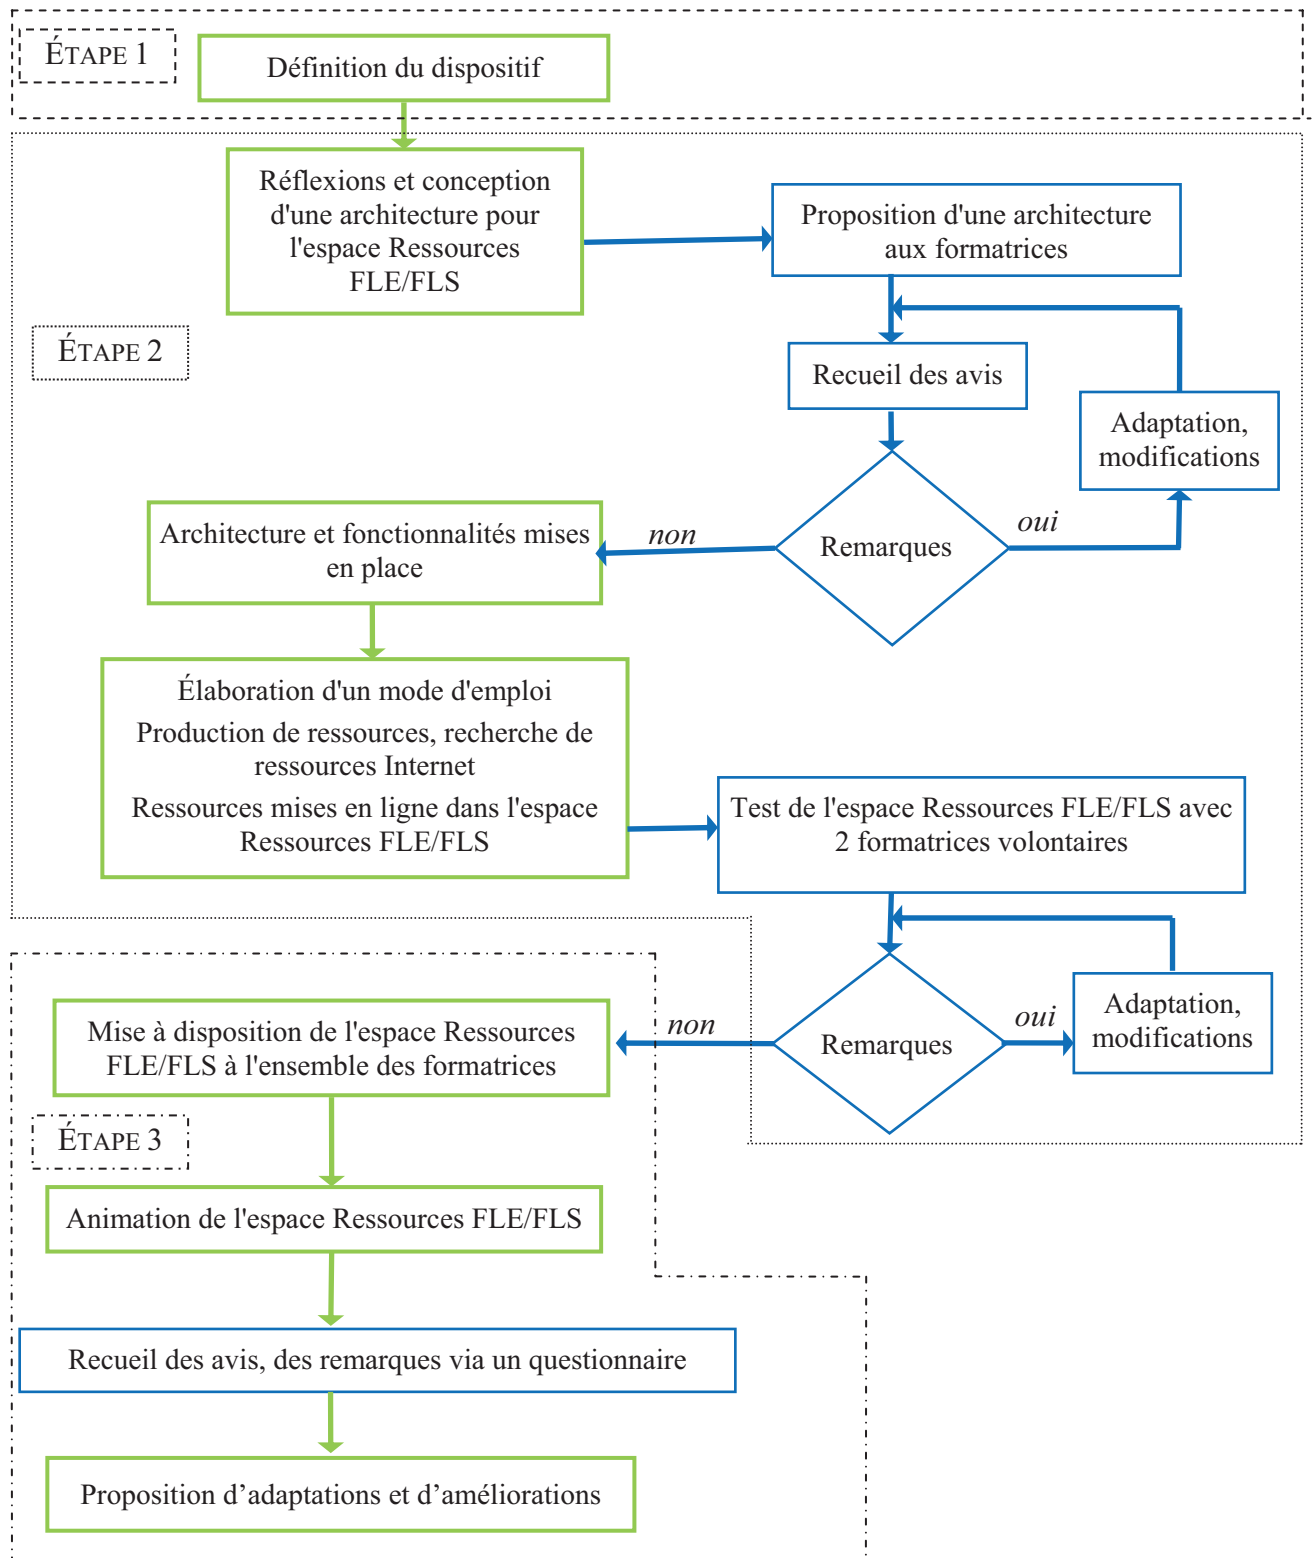 ÉTAPE 1
Définition du dispositif
Réflexions et conception
d'une architecture pour
l'espace Ressources
FLE/FLS
Proposition d'une architecture
aux formatrices
ÉTAPE 2
Recueil des avis
Adaptation,
modifications
Architecture et fonctionnalités mises
en place
non
Remarques
oui
Élaboration d'un mode d'emploi
Production de ressources, recherche de
ressources Internet
Ressources mises en ligne dans l'espace
Ressources FLE/FLS
Test de l'espace Ressources FLE/FLS avec
2 formatrices volontaires
Mise à disposition de l'espace Ressources
FLE/FLS à l'ensemble des formatrices
non
Remarques
oui
Adaptation,
modifications
ÉTAPE 3
Animation de l'espace Ressources FLE/FLS
Recueil des avis, des remarques via un questionnaire
Proposition d’adaptations et d’améliorations